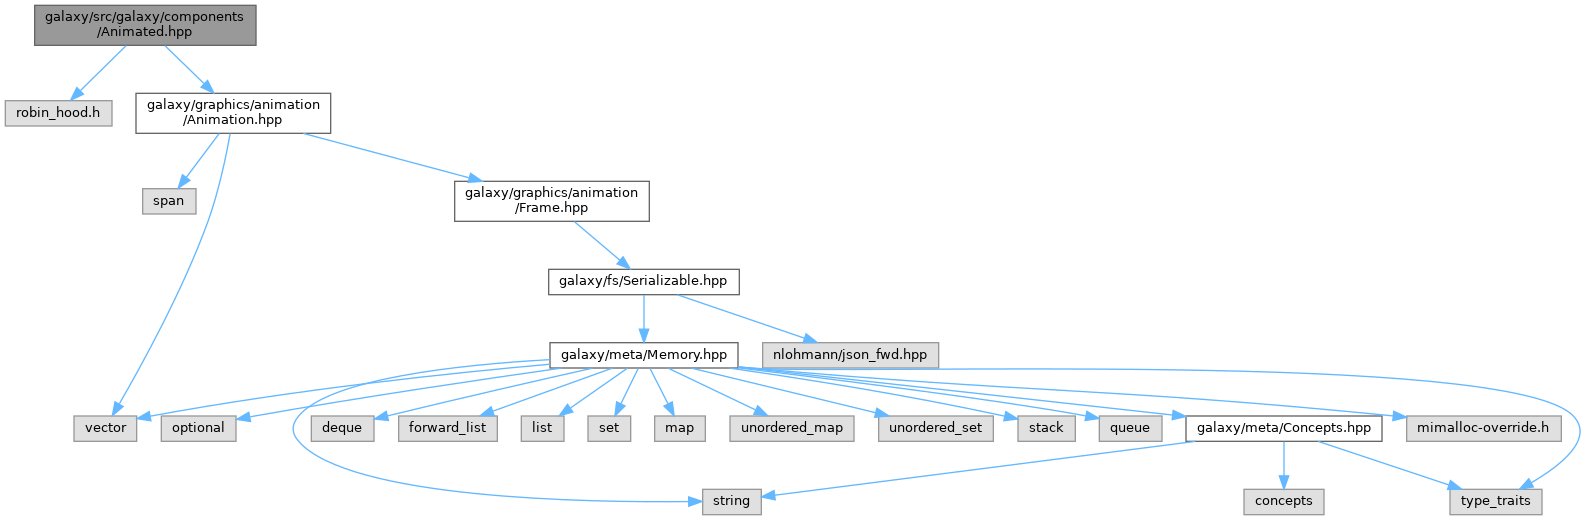 galaxy/src/galaxy/components
/Animated.hpp
robin_hood.h
galaxy/graphics/animation
/Animation.hpp
span
galaxy/graphics/animation
/Frame.hpp
galaxy/fs/Serializable.hpp
galaxy/meta/Memory.hpp
nlohmann/json_fwd.hpp
vector
optional
deque
forward_list
list
set
map
unordered_map
unordered_set
stack
queue
galaxy/meta/Concepts.hpp
mimalloc-override.h
string
concepts
type_traits